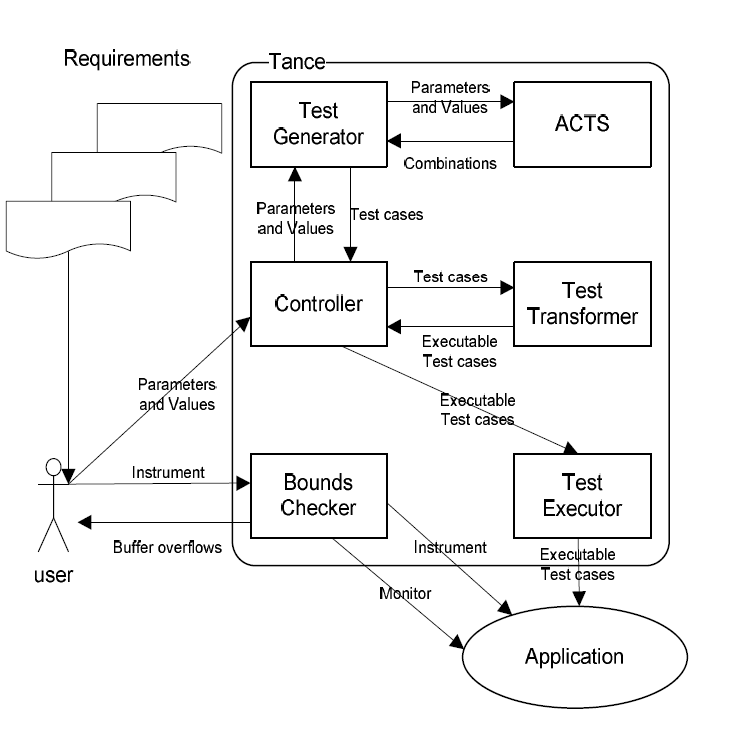 Requirements
Tance
Test
Generator
Parameters
and Values
ACTS
Combinations
Parameters
and Values
Test cases
Controller
Test cases
Test
Transformer
Executable
Test cases
Parameters
and Values
Executable
Test cases
Instrument
Bounds
Checker
Test
Executor
Buffer overflows
Instrument
Executable
Test cases
user
Monitor
Application